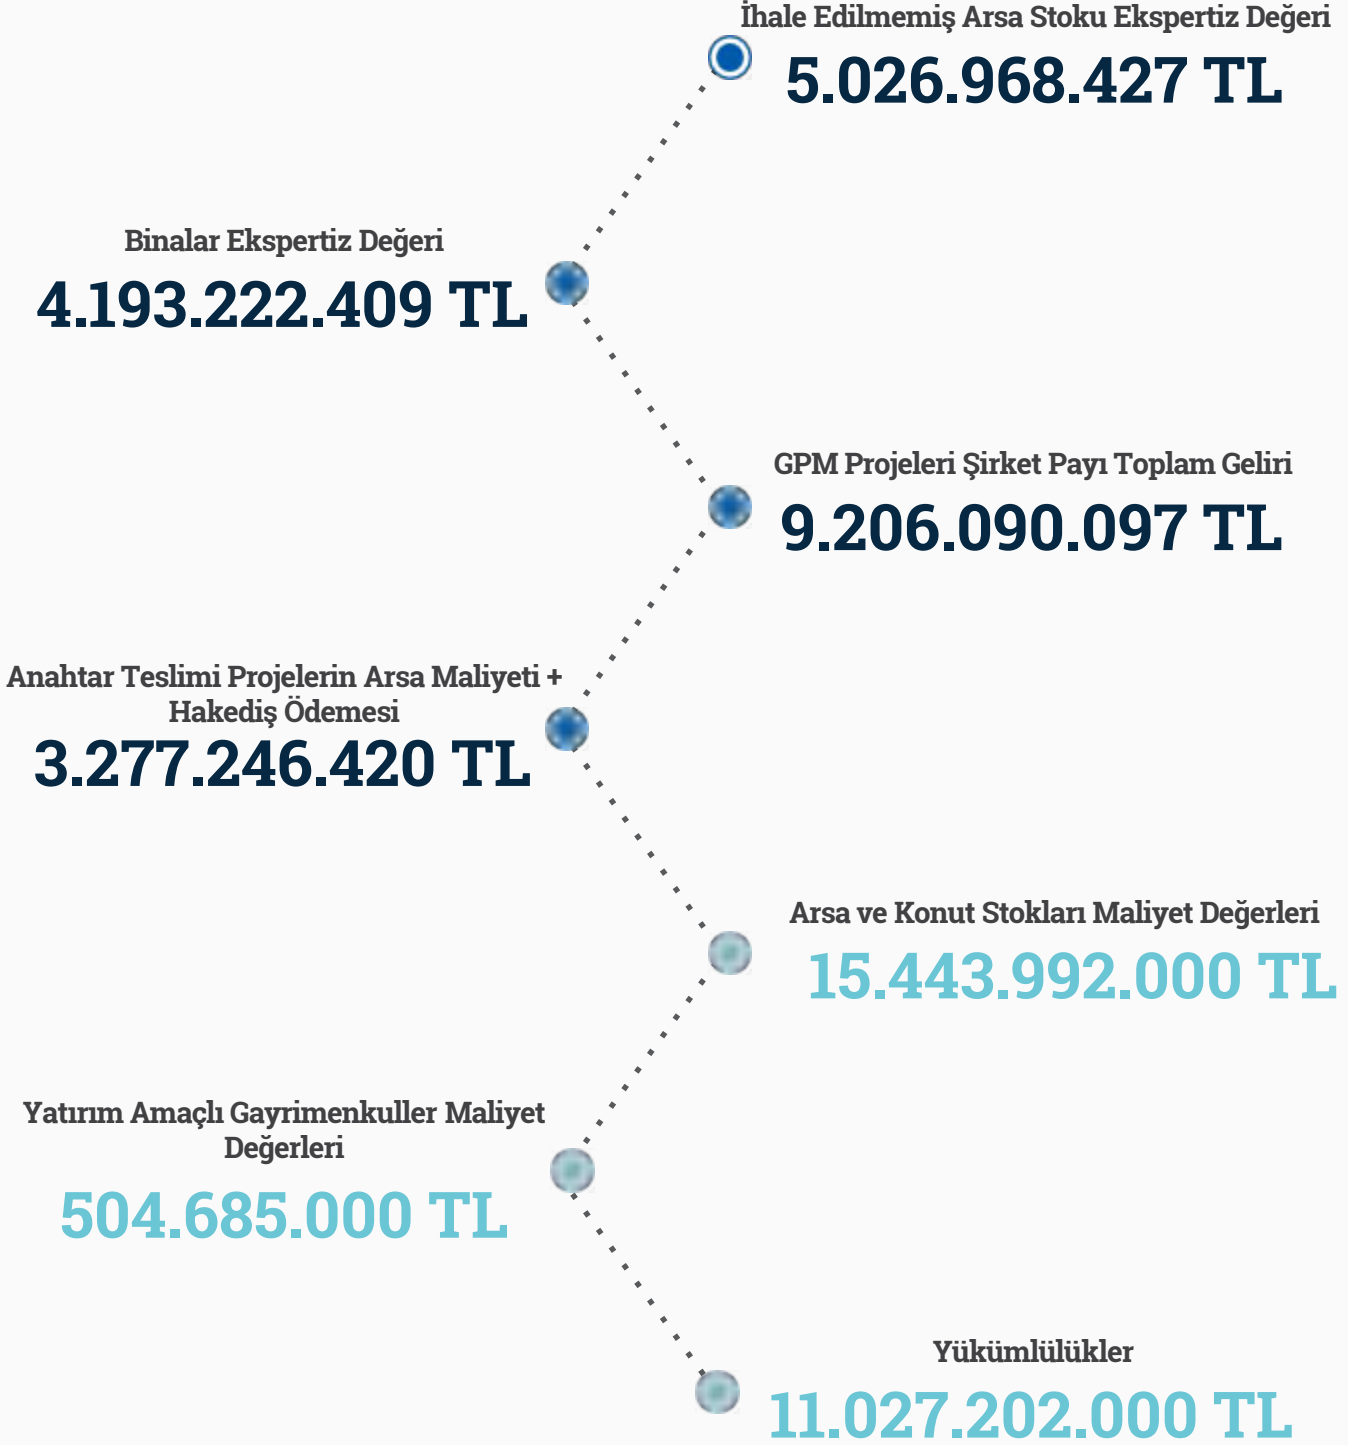 İhale Edilmemiş Arsa Stoku Ekspertiz Değeri
5.026.968.427 TL
Binalar Ekspertiz Değeri
4.193.222.409 TL
GPM Projeleri Şirket Payı Toplam Geliri
9.206.090.097 TL
Anahtar Teslimi Projelerin Arsa Maliyeti +
Hakediş Ödemesi
3.277.246.420 TL
Arsa ve Konut Stokları Maliyet Değerleri
15.443.992.000 TL
Yatırım Amaçlı Gayrimenkuller Maliyet
Değerleri
504.685.000 TL
Yükümlülükler
11.027.202.000 TL